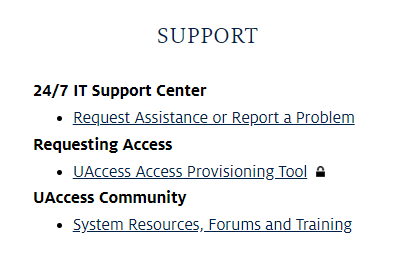 SUPPORT
24/7 IT Support Center
• Request Assistance or Report a Problem
Requesting Access
• UAccess Access Provisioning Tool
UAccess Community
• System Resources, Forums and Training